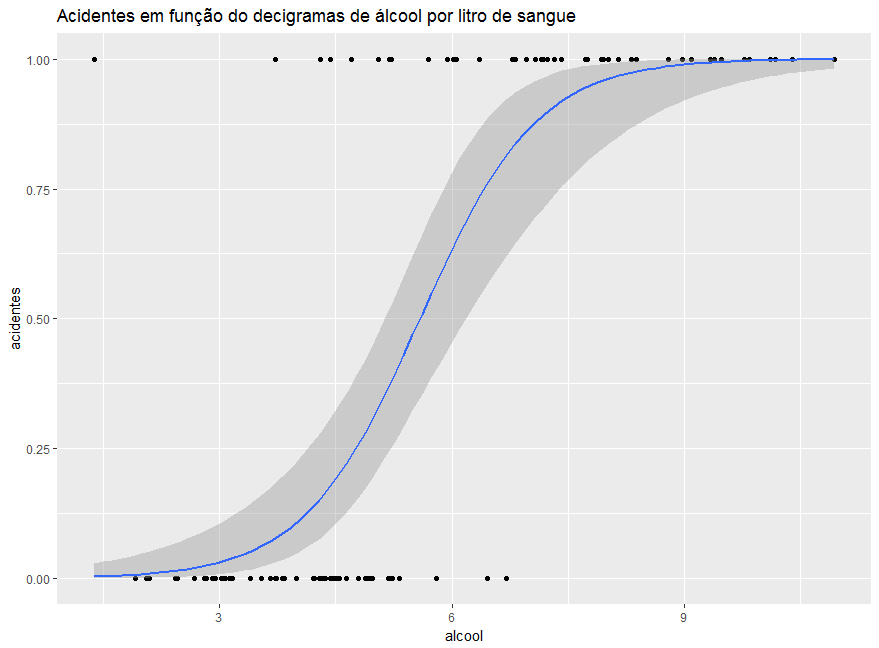 Acidentes em função do decigramas de álcool por litro de sangue
1.00
0.75
0.50
0.25
0.00
acidentes
3 6 9
alcool